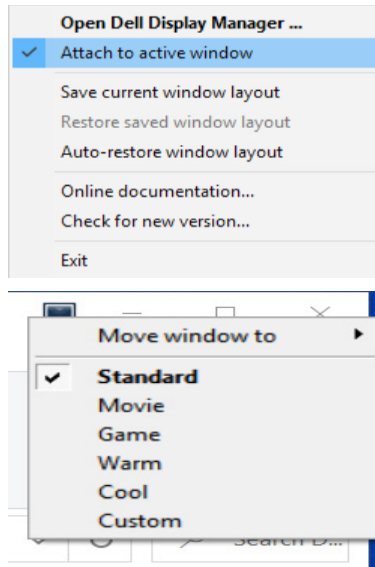 Open Dell Display Manager ...
Attach to active window
Save current window layout
Restore saved window layout
Auto-restore window layout
Online documentation...
Check for new version...
Exit
Move window to
Standard
Movie
Game
Warm
Cool
Custom
Search D...